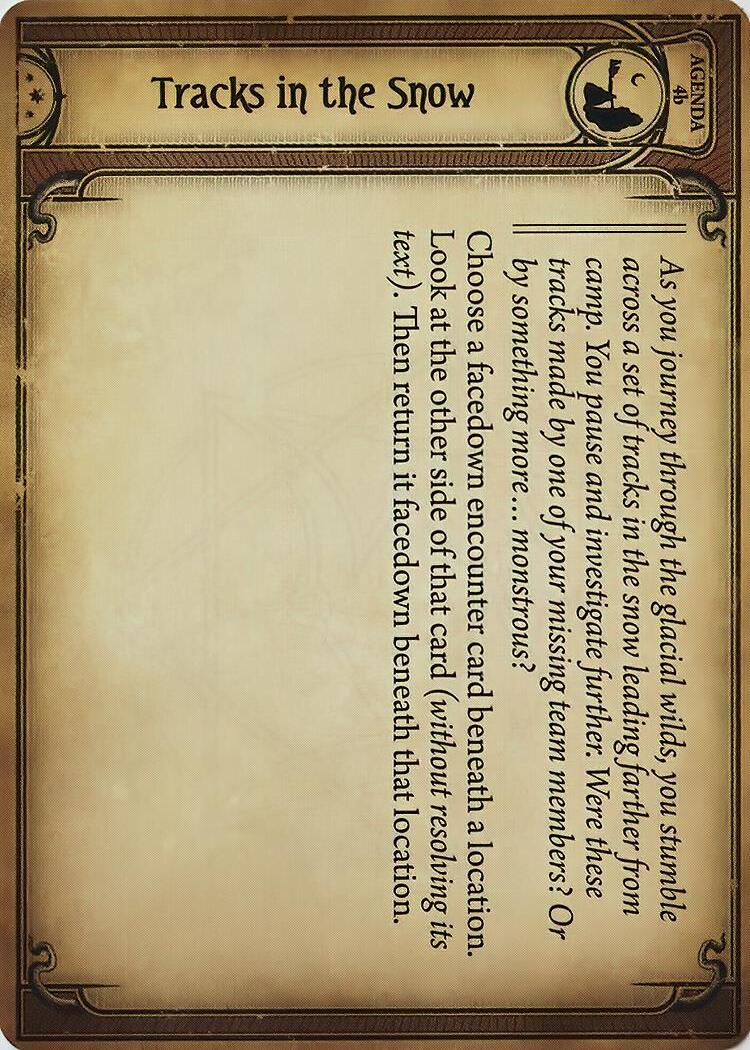 AGENDA
4b
Tracks in the Snow
As you journey through the glacial wilds, you stumble
across a set of tracks in the snow leading farther from
camp. You pause and investigate further. Were these
tracks made by one of your missing team members? Or
by something more… monstrous?
Choose a facedown encounter card beneath a location.
Look at the other side of that card (without resolving its
text). Then return it facedown beneath that location.